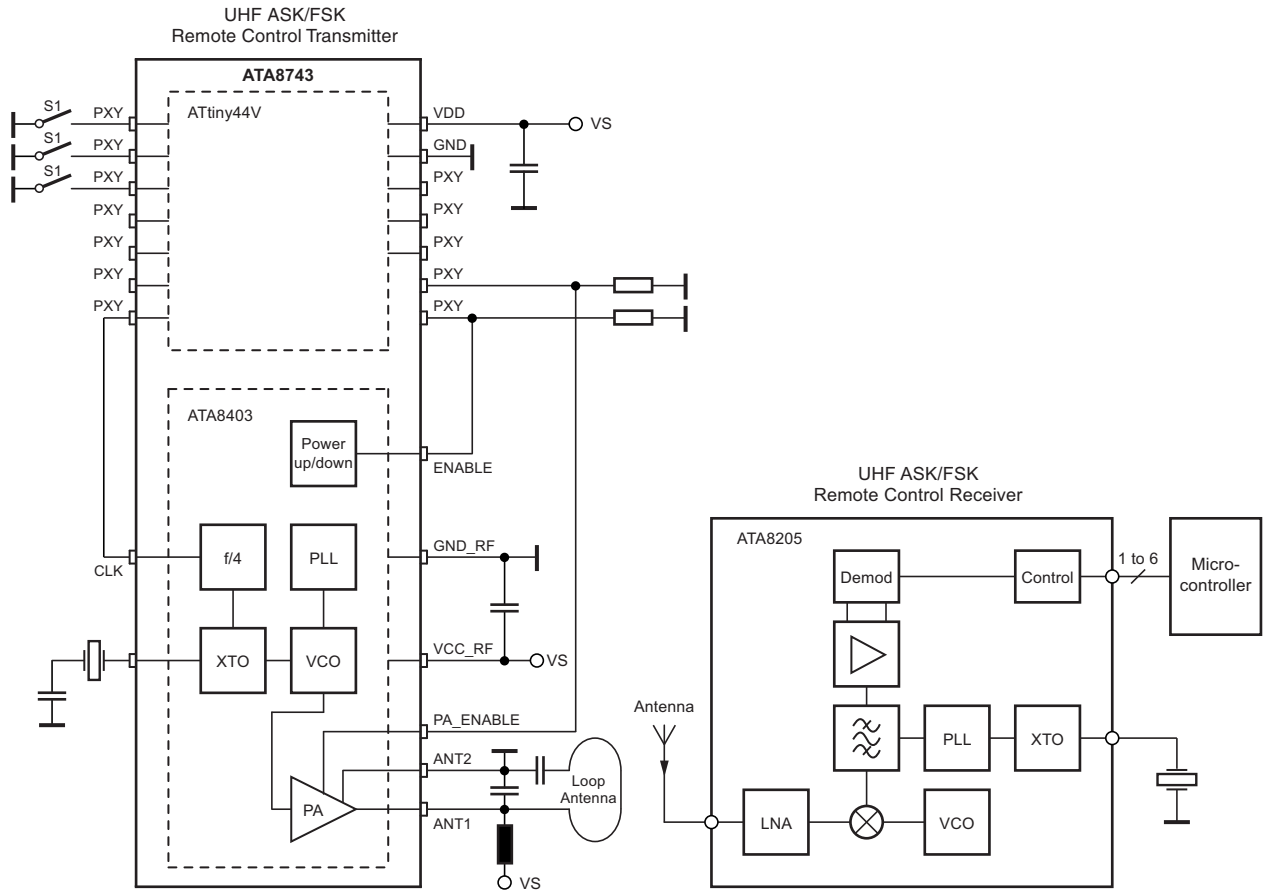 UHF ASK/FSK
Remote Control Transmitter
ATA8743
ATtiny44V
S1
PXY
S1
PXY
S1
PXY
PXY
PXY
PXY
PXY
VDD
VS
GND
PXY
PXY
PXY
PXY
PXY
ATA8403
Power
up/down
ENABLE
f/4
PLL
CLK
GND_RF
XTO
VCO
VCC_RF
VS
PA_ENABLE
ANT2
PA
ANT1
Loop
Antenna
VS
UHF ASK/FSK
Remote Control Receiver
ATA8205
Demod
Control
1 to 6
Micro-
controller
Antenna
PLL
XTO
LNA
VCO